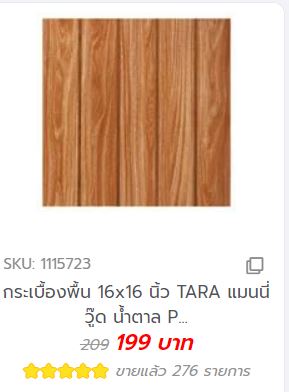 SKU: 1115723
กระเบื้องพื้น 16x16 นิ้ว TARA แมนนี่
วู๊ด น้ำตาล P...
209 199 บาท
ขายแล้ว 276 รายการ